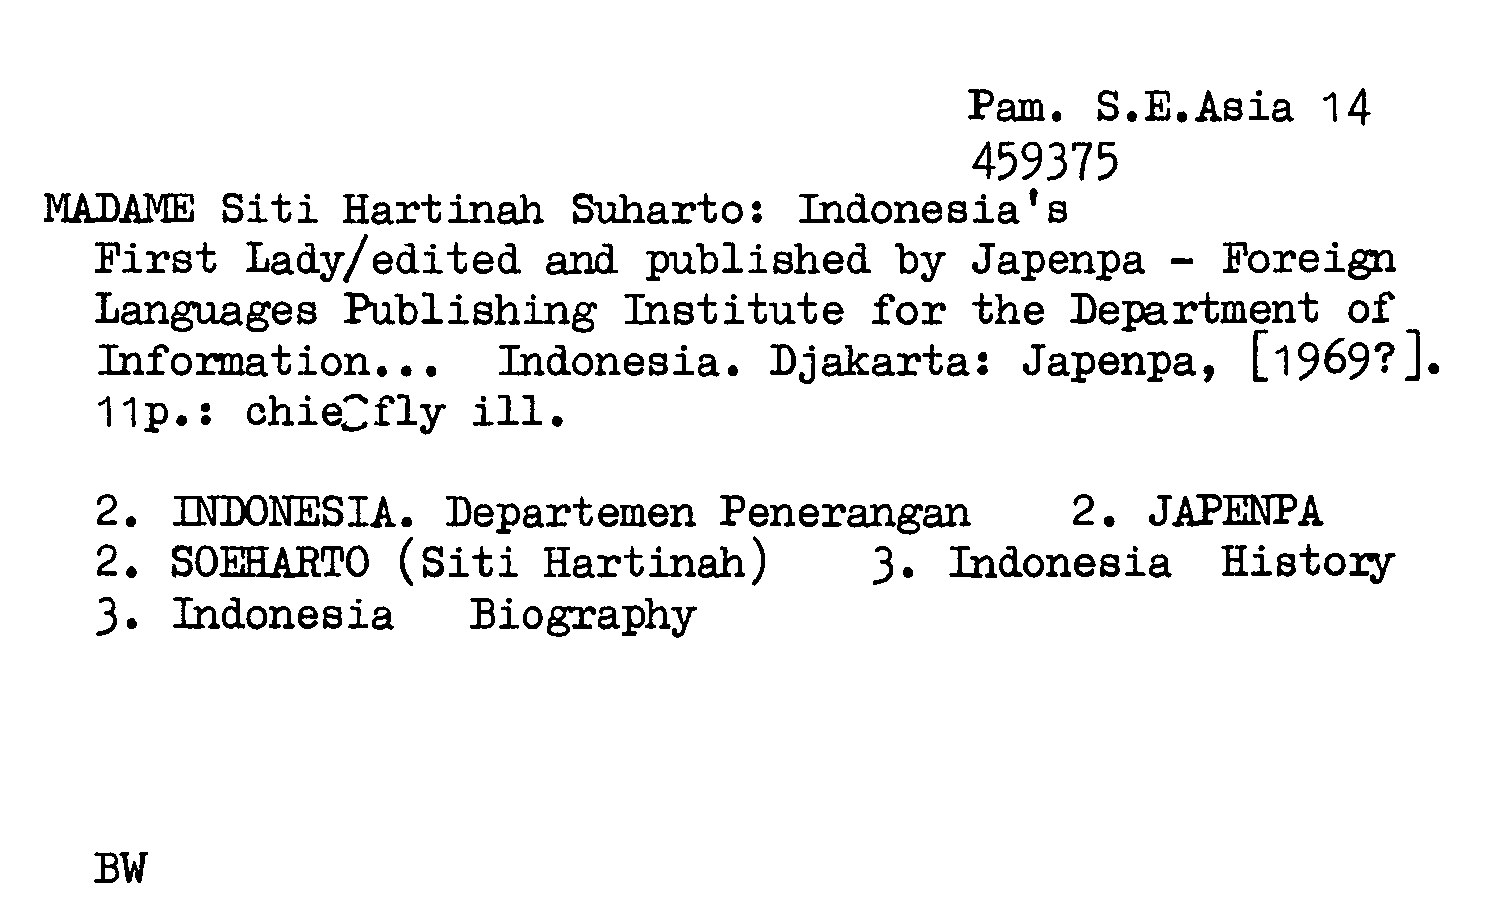 Pam. S.E.Asia 14
459375
MADAME Siti Hartinah Suharto: Indonesia's
First Lady/edited and published by Japenpa - Foreign
Languages Publishing Institute for the Department of
Information... Indonesia. Djakarta: Japenpa, [1969?].
11p.: chiefly ill.
2. INDONESIA. Departemen Penerangan 2. JAPENPA
2. SOEHARTO (Siti Hartinah) 3. Indonesia History
3. Indonesia Biography
BW